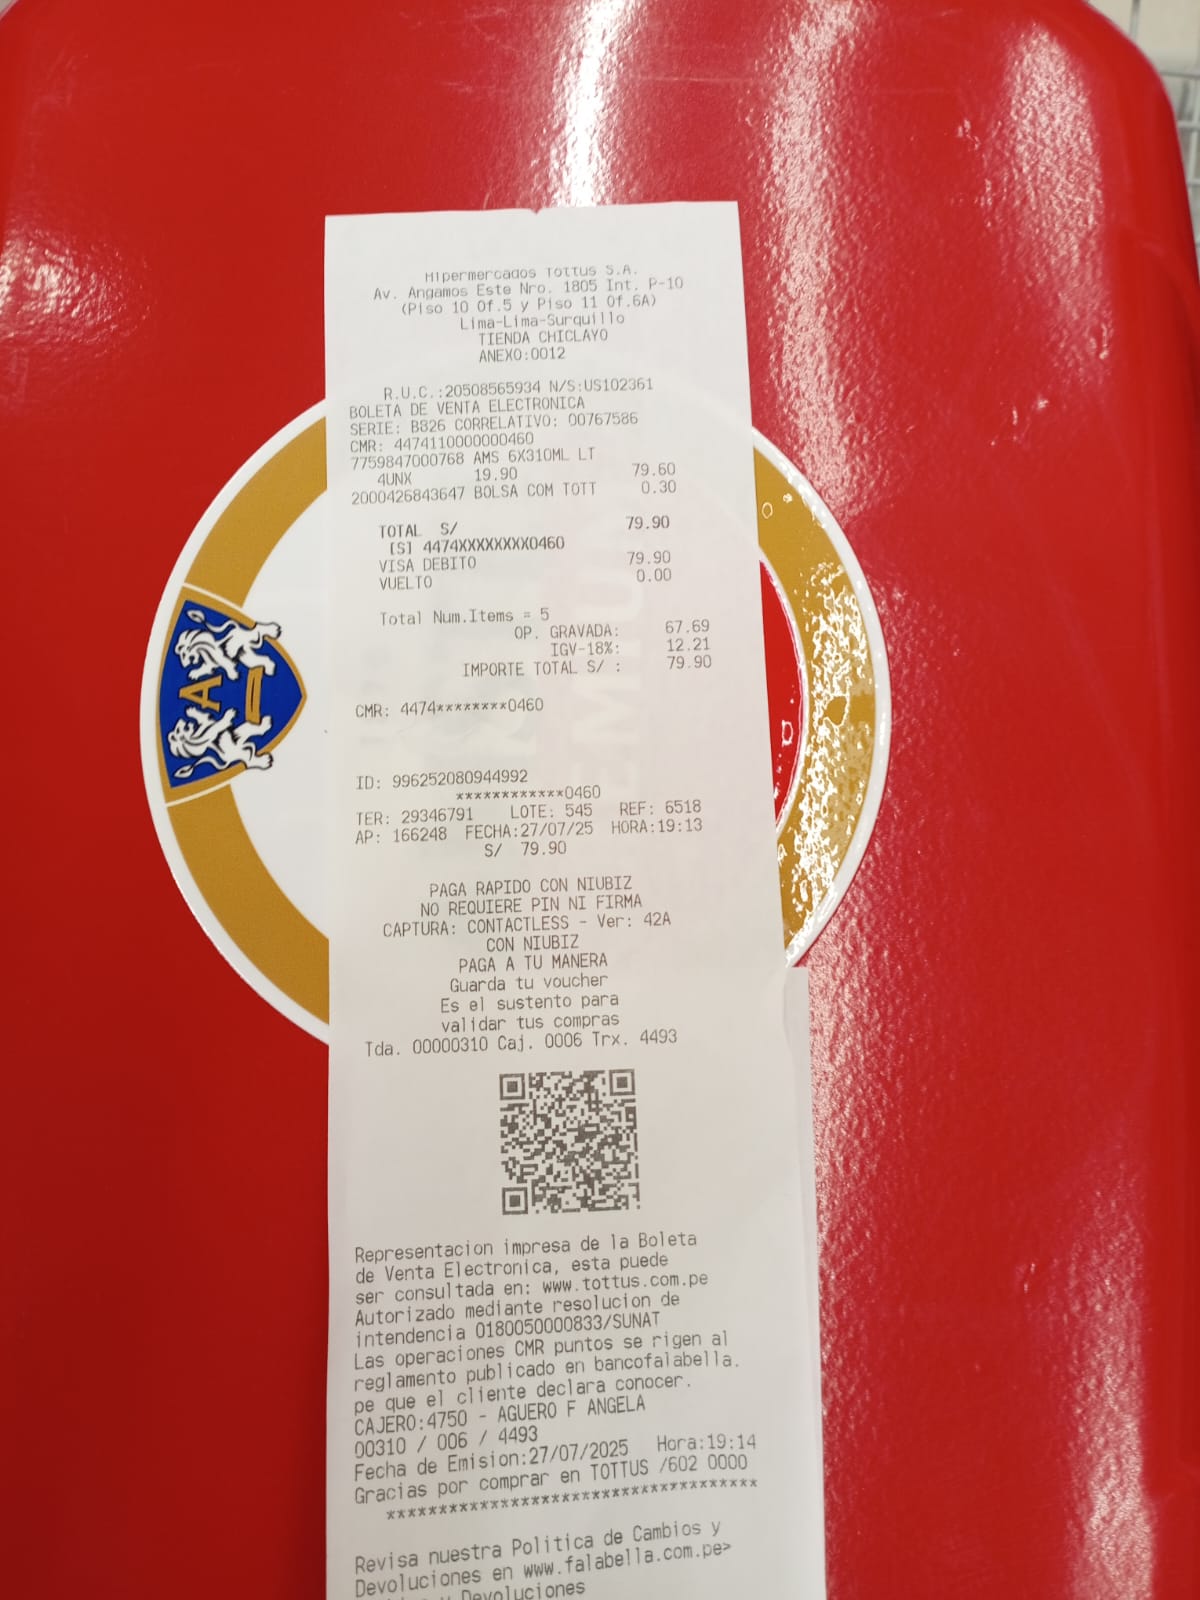 Hipermercados Tottus S.A.
Av. Angamos Este Nro. 1805 Int. P-10
(Piso 10 Of.5 y Piso 11 Of.6A)
Lima-Lima-Surquillo
TIENDA CHICLAYO
ANEXO:0012
R.U.C.:20508565934 N/S:US102361
BOLETA DE VENTA ELECTRONICA
SERIE: B826 CORRELATIVO: 00767586
CMR: 4474110000000460
7759847000768 AMS 6X310ML LT
4UNX 19.90 79.60
2000426843647 BOLSA COM TOTT 0.30
TOTAL S/ 79.90
[S] 4474XXXXXXXX0460
VISA DEBITO 79.90
VUELTO 0.00
Total Num.Items = 5
OP. GRAVADA: 67.69
IGV-18%: 12.21
IMPORTE TOTAL S/ : 79.90
CMR: 4474********0460
ID: 996252080944992
************0460
TER: 29346791 LOTE: 545 REF: 6518
AP: 166248 FECHA:27/07/25 HORA:19:13
S/ 79.90
PAGA RAPIDO CON NIUBIZ
NO REQUIERE PIN NI FIRMA
CAPTURA: CONTACTLESS - Ver: 42A
CON NIUBIZ
PAGA A TU MANERA
Guarda tu voucher
Es el sustento para
validar tus compras
Tda. 00000310 Caj. 0006 Trx. 4493
Representacion impresa de la Boleta
de Venta Electronica, esta puede
ser consultada en: www.tottus.com.pe
Autorizado mediante resolucion de
intendencia 0180050000833/SUNAT
Las operaciones CMR puntos se rigen al
reglamento publicado en bancofalabella.
pe que el cliente declara conocer.
CAJERO:4750 - AGUERO F ANGELA
00310 / 006 / 4493
Fecha de Emision:27/07/2025 Hora:19:14
Gracias por comprar en TOTTUS /602 0000
************************************
Revisa nuestra Politica de Cambios y
Devoluciones en www.falabella.com.pe>
y Devoluciones
A